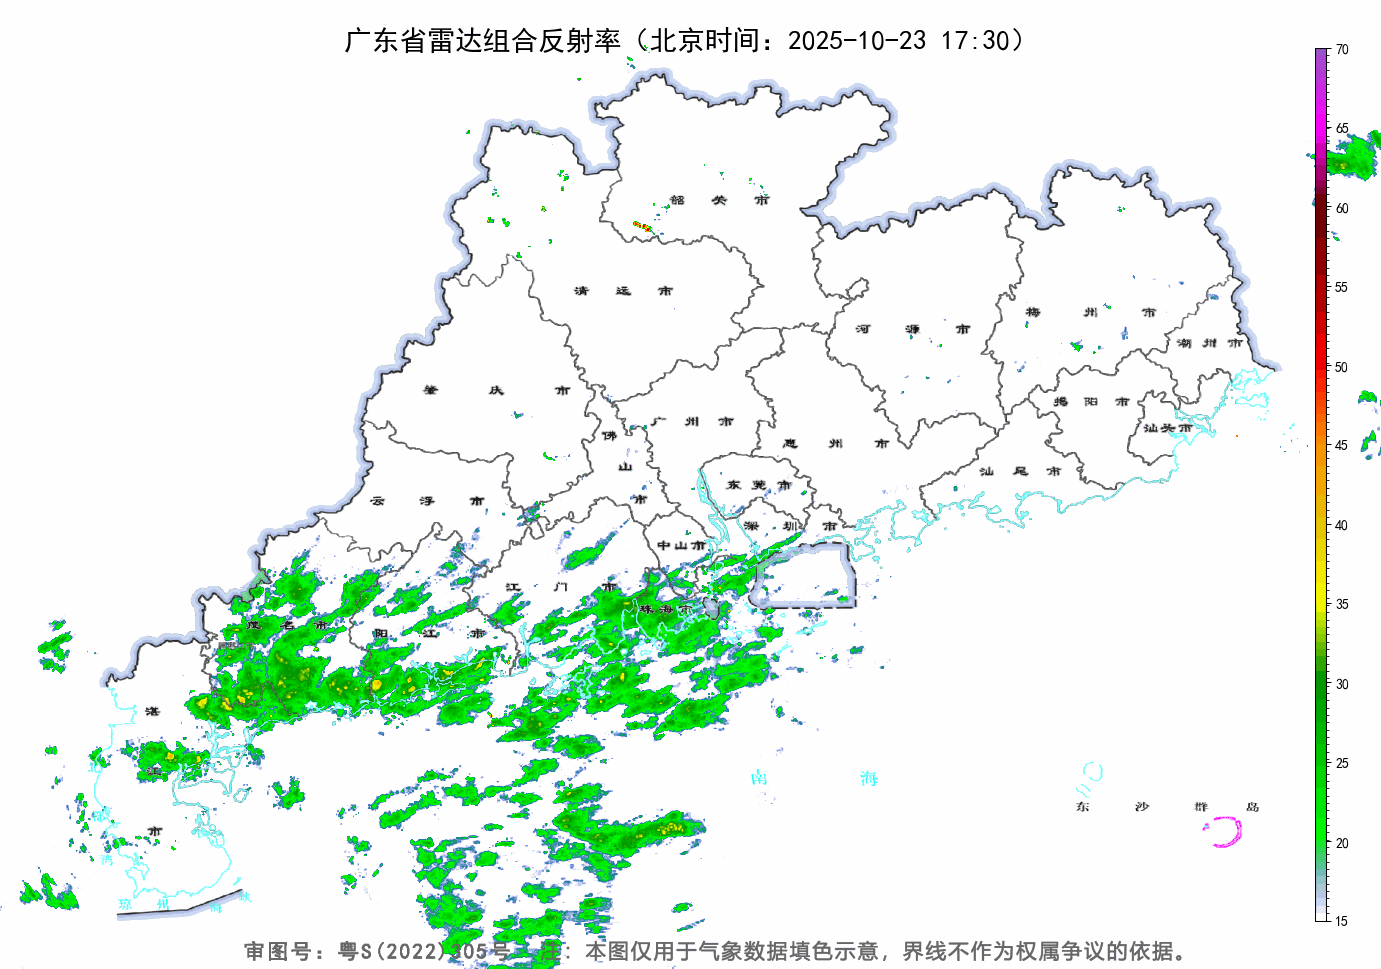 广东省雷达组合反射率（北京时间：2025-10-23 17:30）
70
65
60
55
50
45
40
35
30
25
20
15
韶关市
清远市
河源市
梅州市
潮州市
肇庆市
揭阳市
广州市
汕头市
佛山市
惠州市
汕尾市
东莞市
云浮市
深圳市
中山市
江门市
珠海市
茂名市
阳江市
湛江市
南海
东沙群岛
北部湾
琼州海峡
审图号：粤S(2022)305号 注：本图仅用于气象数据填色示意，界线不作为权属争议的依据。